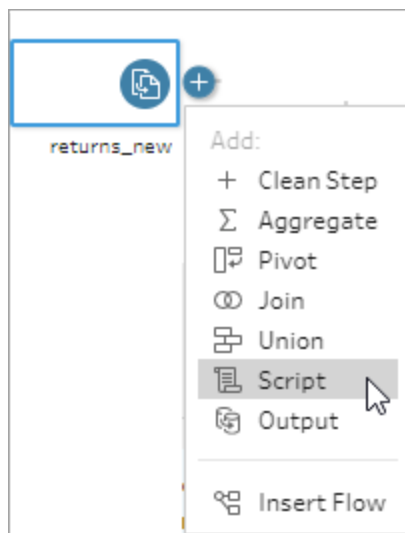 returns_new
Add:
Clean Step
Aggregate
Pivot
Join
Union
Script
Output
Insert Flow